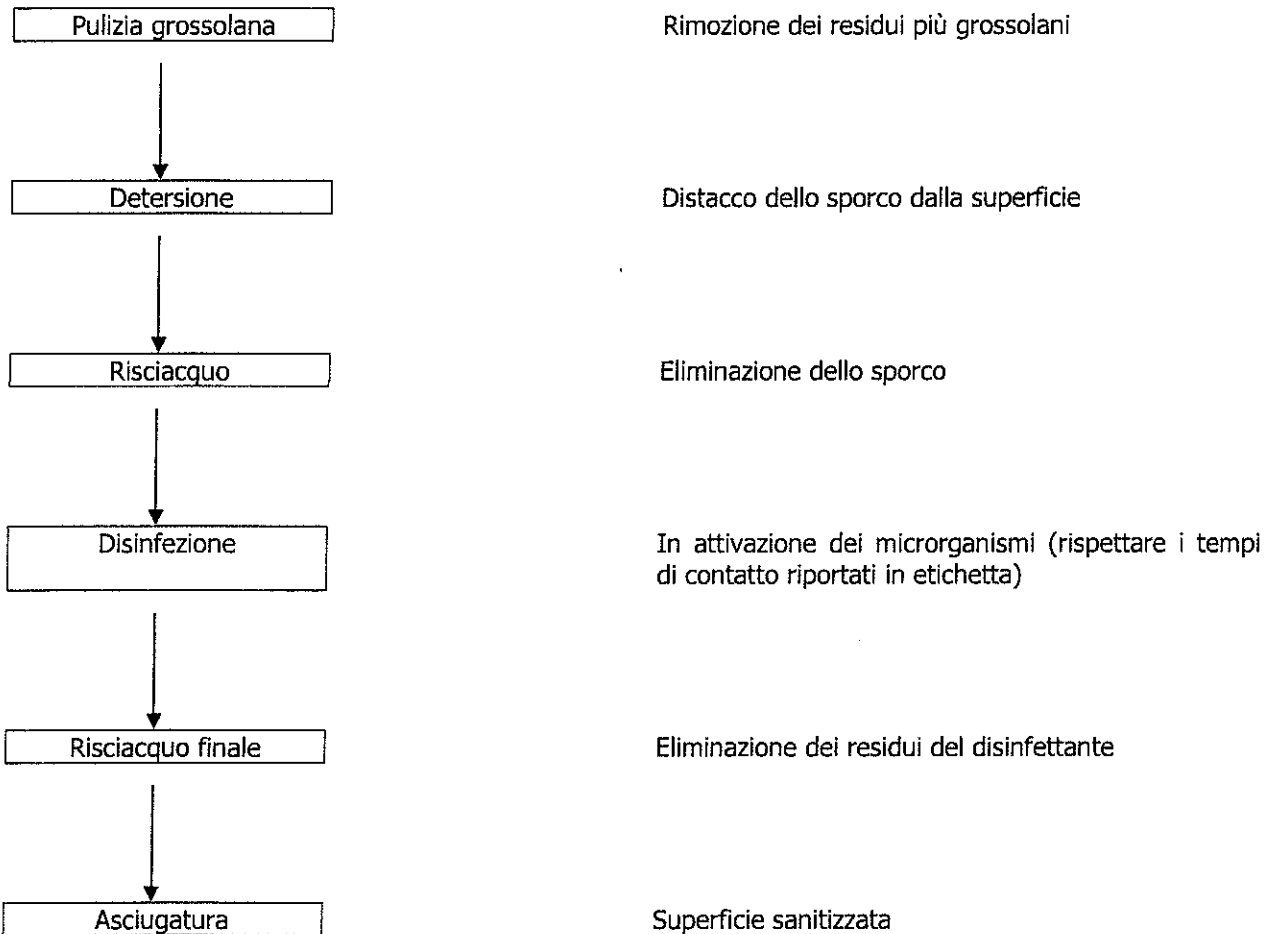 Pulizia grossolana
Rimozione dei residui più grossolani
Detersione
Distacco dello sporco dalla superficie
Risciacquo
Eliminazione dello sporco
Disinfezione
In attivazione dei microrganismi (rispettare i tempi
di contatto riportati in etichetta)
Risciacquo finale
Eliminazione dei residui del disinfettante
Asciugatura
Superficie sanitizzata